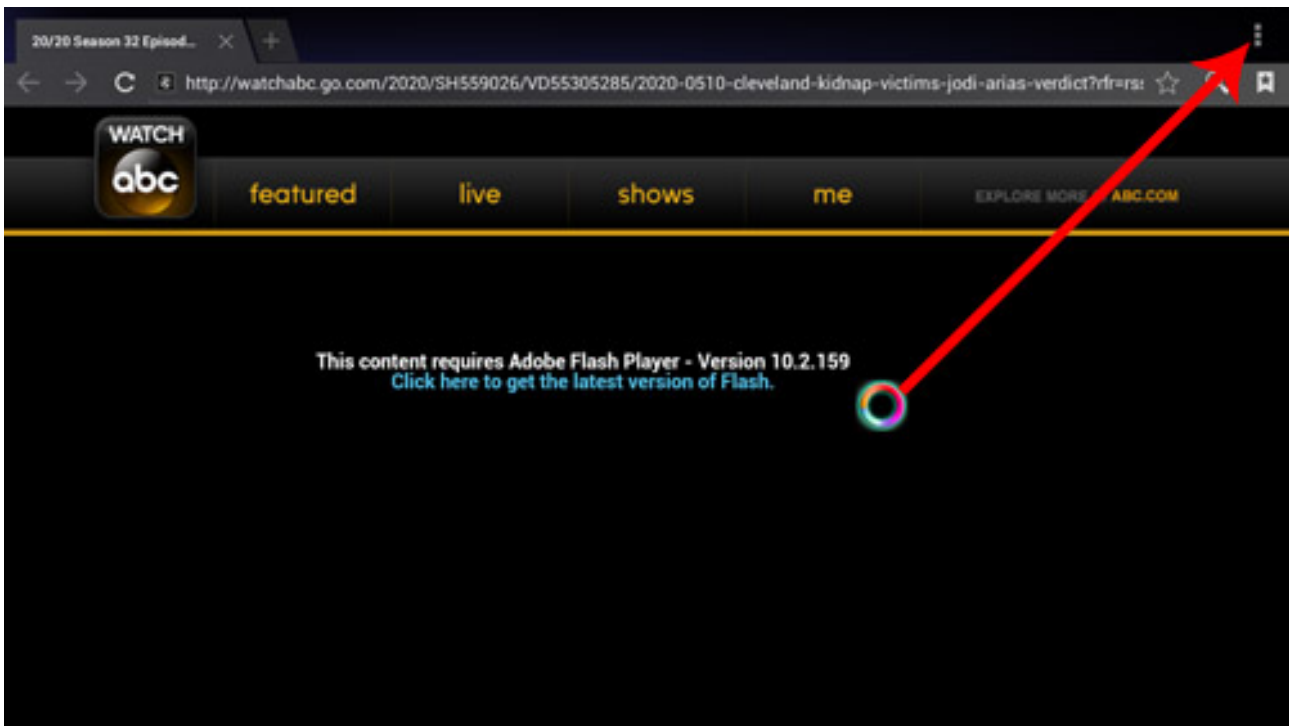 20/20 Season 32 Episod...
http://watchabc.go.com/2020/SH559026/VD55305285/2020-0510-cleveland-kidnap-victims-jodi-arias-verdict?rfr=rs:
WATCH
abc
featured live shows me EXPLORE MORE ABC.COM
This content requires Adobe Flash Player - Version 10.2.159
Click here to get the latest version of Flash.